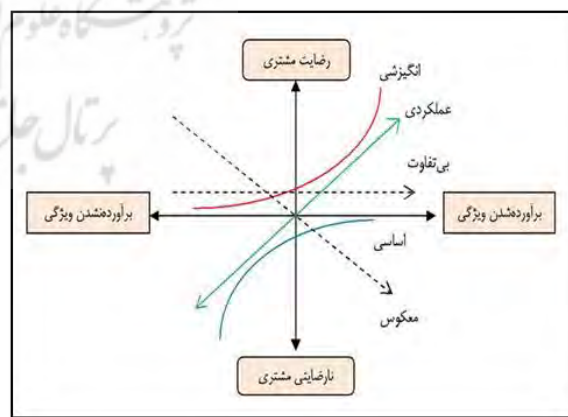 رضایت مشتری
انگیزشی
عملکردی
بی‌تفاوت
برآورده‌شدن ویژگی
برآورده‌نشدن ویژگی
اساسی
معکوس
نارضایتی مشتری